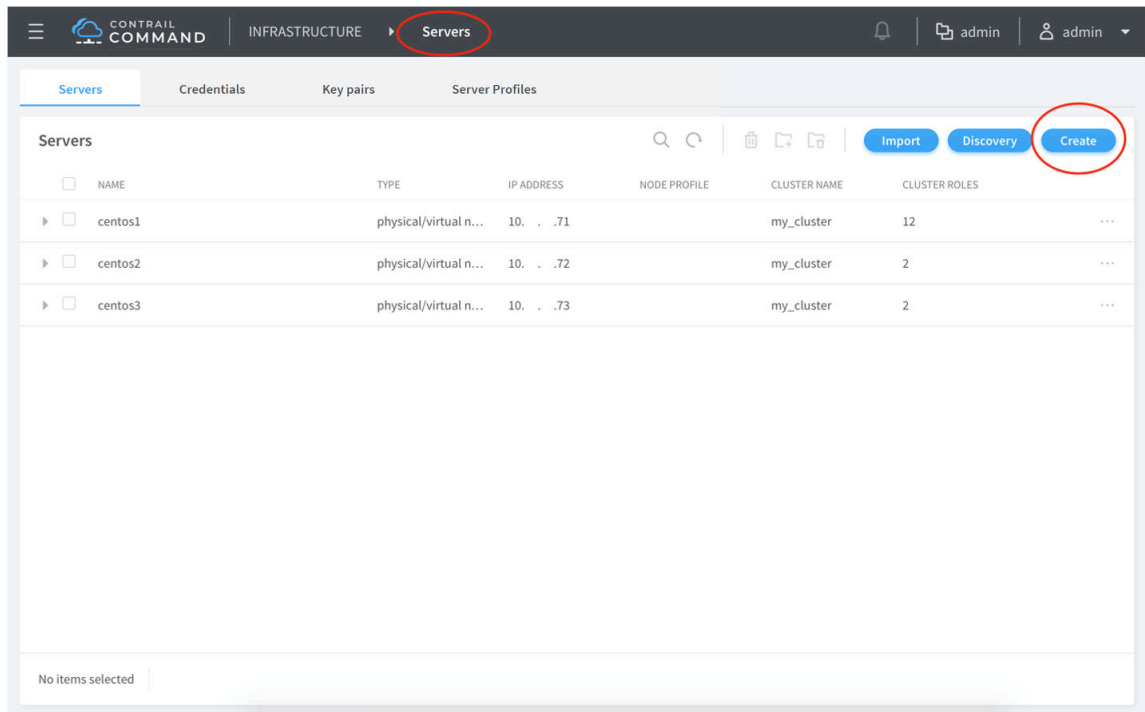 CONTRAIL COMMAND INFRASTRUCTURE Servers admin admin
Servers Credentials Key pairs Server Profiles
Servers Import Discovery Create
NAME TYPE IP ADDRESS NODE PROFILE CLUSTER NAME CLUSTER ROLES
centos1 physical/virtual n... 10. . .71 my_cluster 12 ...
centos2 physical/virtual n... 10. . .72 my_cluster 2 ...
centos3 physical/virtual n... 10. . .73 my_cluster 2 ...
No items selected